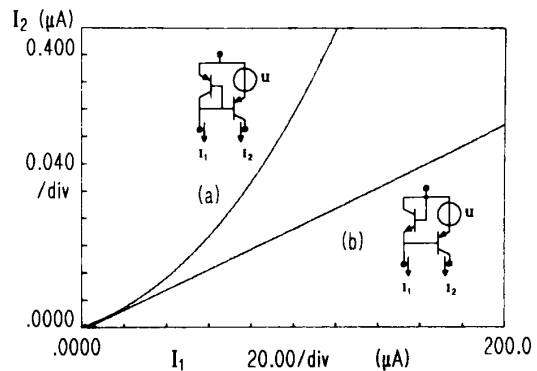 I₂ (μA)
0.400
u
I₁ I₂
0.040
/div
(a)
u
(b)
I₁ I₂
.0000
.0000 I₁ 20.00/div (μA) 200.0